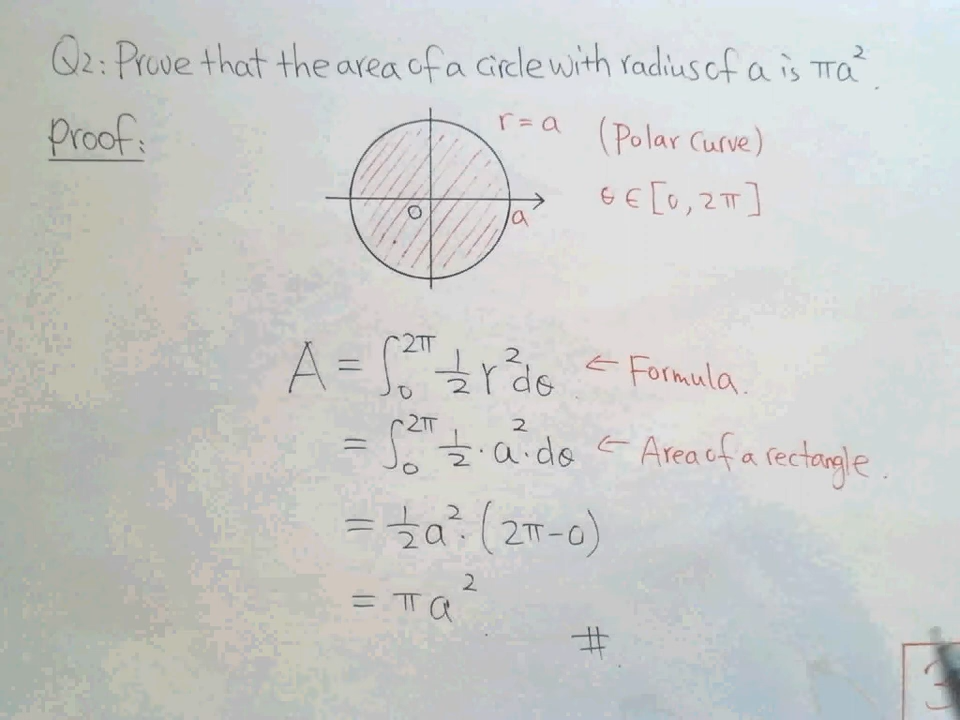 Q2: Prove that the area of a circle with radius of a is πa².
Proof:
r = a (Polar Curve)
θ ∈ [0, 2π]
0
a
A = ∫₀^2π 1/2 r² dθ ← Formula.
= ∫₀^2π 1/2 · a² · dθ ← Area of a rectangle.
= 1/2 a² · (2π - 0)
= πa²
#
3